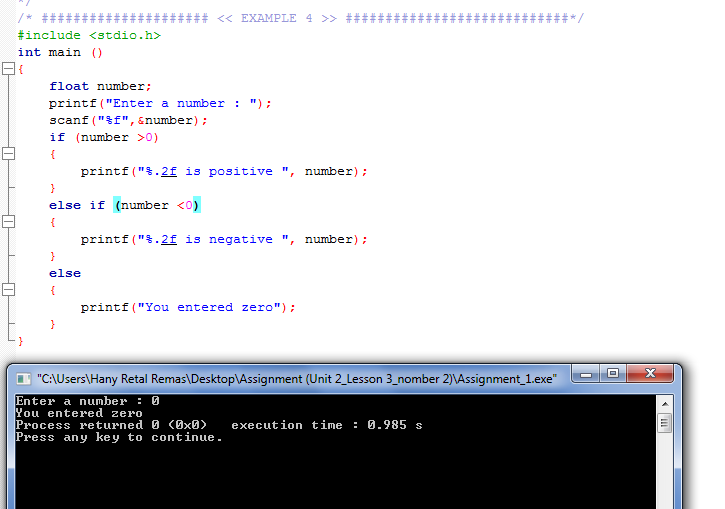 */
/* ##################### << EXAMPLE 4 >> ############################*/
#include <stdio.h>
int main ()
{
float number;
printf("Enter a number : ");
scanf("%f",&number);
if (number >0)
{
printf("%.2f is positive ", number);
}
else if (number <0)
{
printf("%.2f is negative ", number);
}
else
{
printf("You entered zero");
}
}
"C:\Users\Hany Retal Remas\Desktop\Assignment (Unit 2_Lesson 3_nomber 2)\Assignment_1.exe"
Enter a number : 0
You entered zero
Process returned 0 (0x0)   execution time : 0.985 s
Press any key to continue.